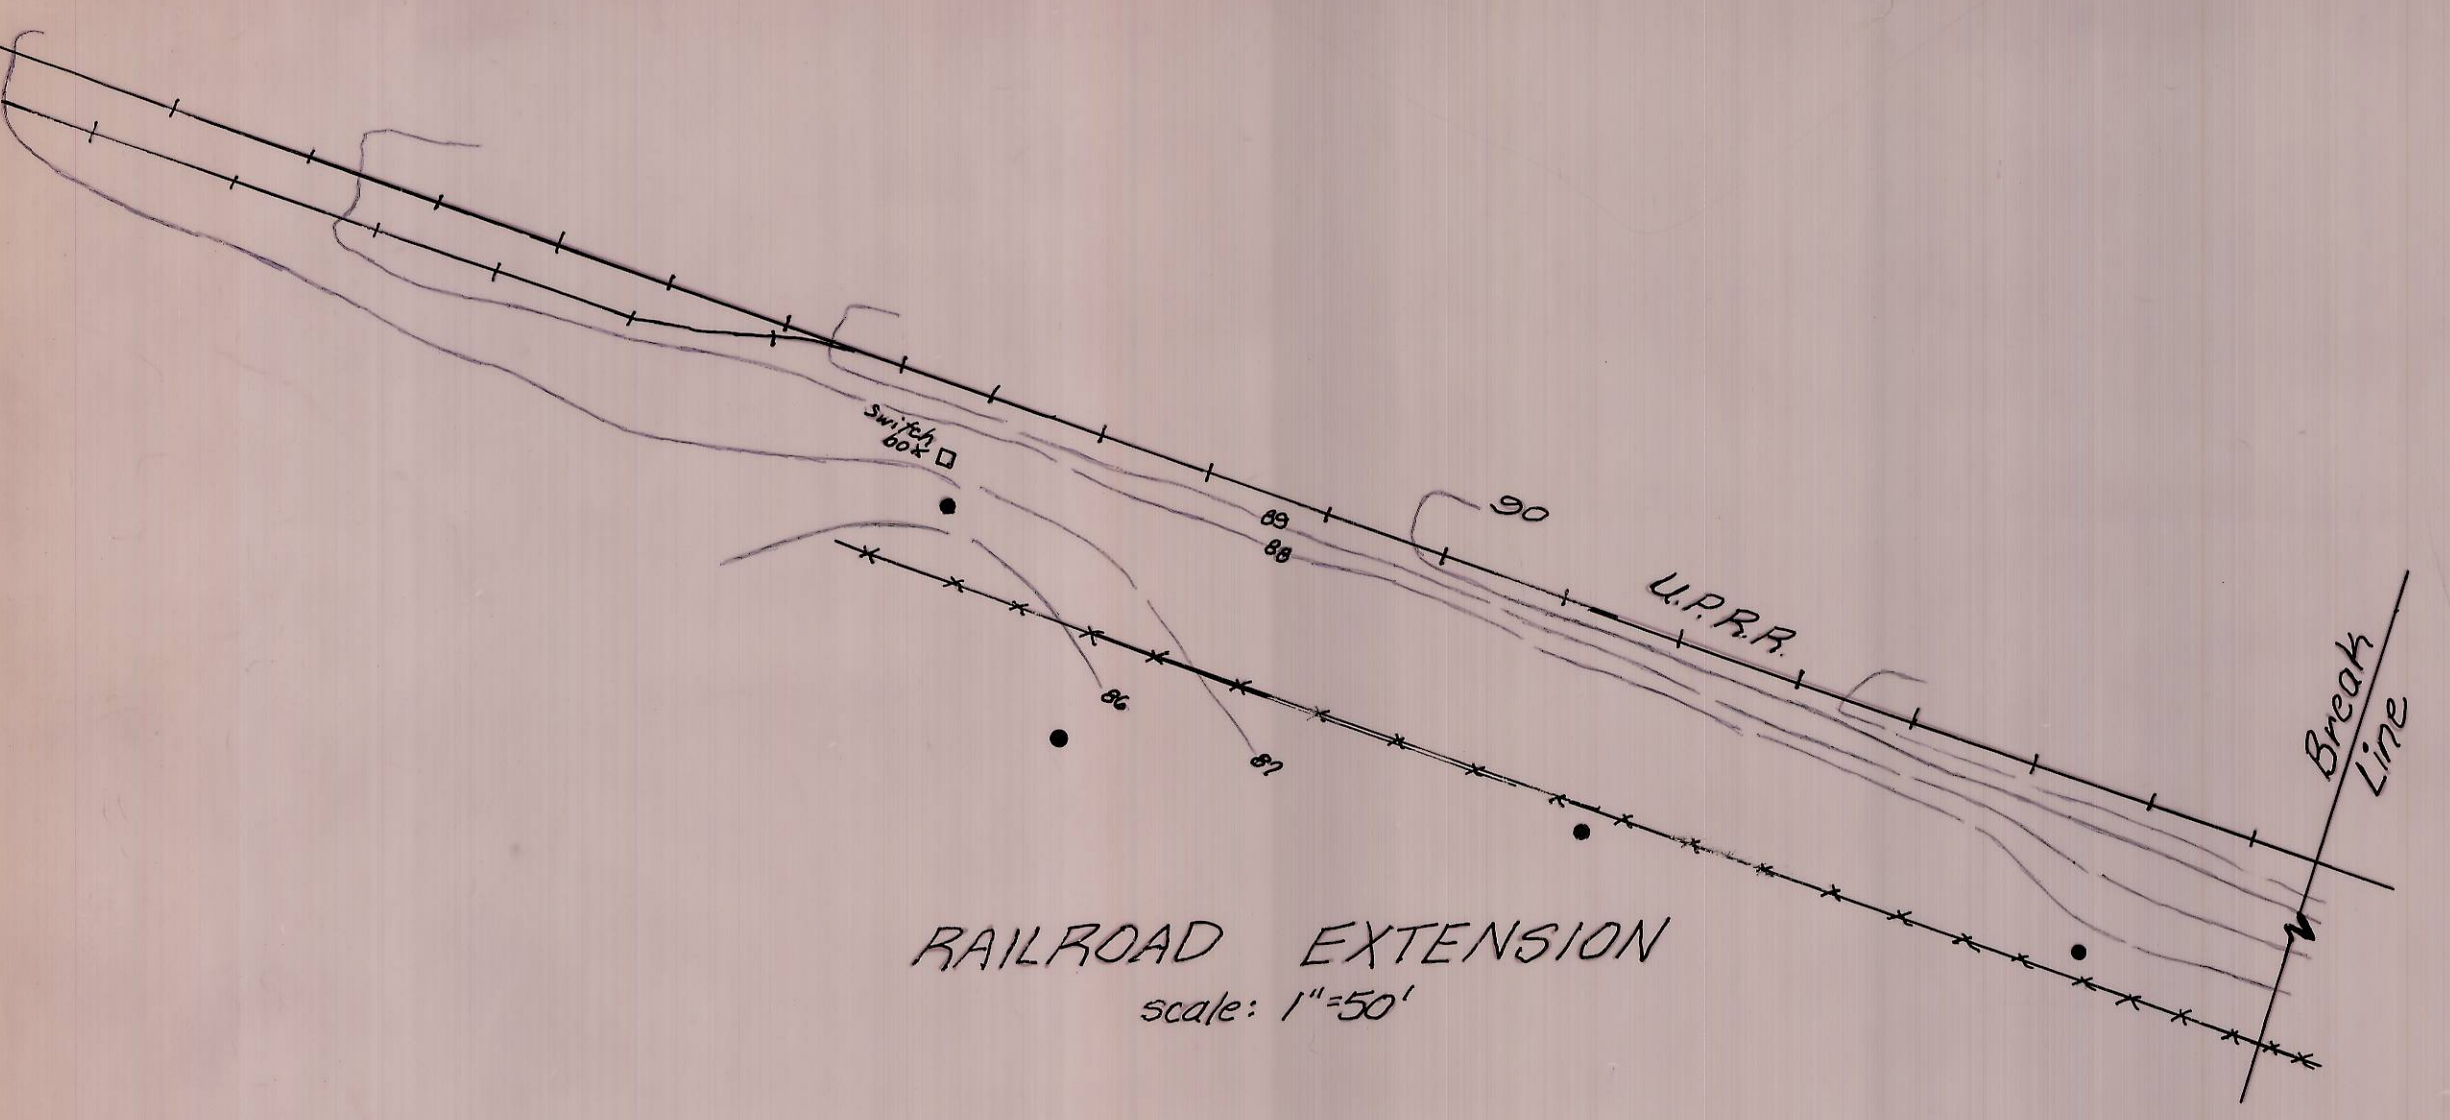 switch
box
89
88
90
U.P.R.R.
86
87
Break
Line
RAILROAD EXTENSION
scale: 1"=50'